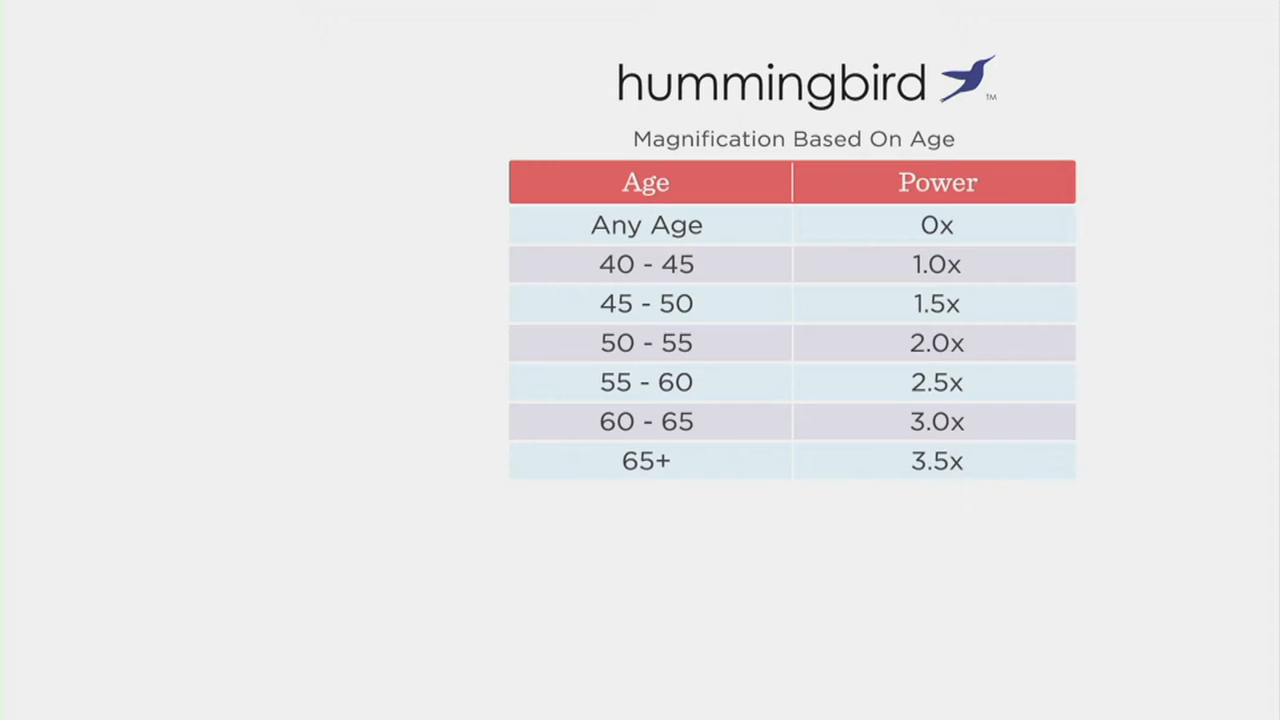 hummingbird ™
Magnification Based On Age
Age Power
Any Age 0x
40 - 45 1.0x
45 - 50 1.5x
50 - 55 2.0x
55 - 60 2.5x
60 - 65 3.0x
65+ 3.5x